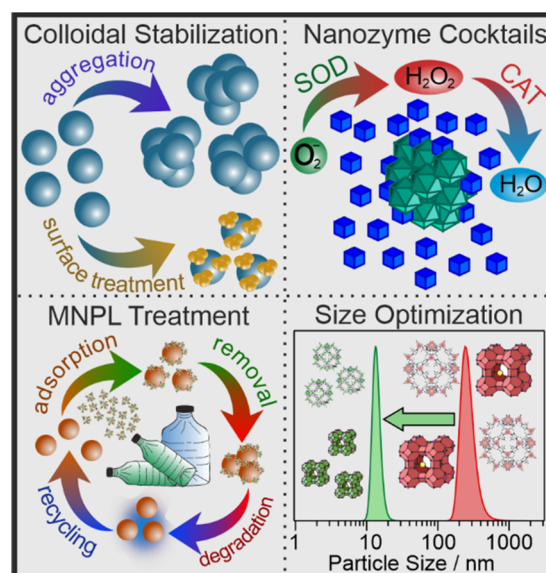 Colloidal Stabilization
aggregation
surface treatment
Nanozyme Cocktails
SOD
H₂O₂
CAT
O₂⁻
H₂O
MNPL Treatment
adsorption
removal
degradation
recycling
Size Optimization
1 10 100 1000
Particle Size / nm